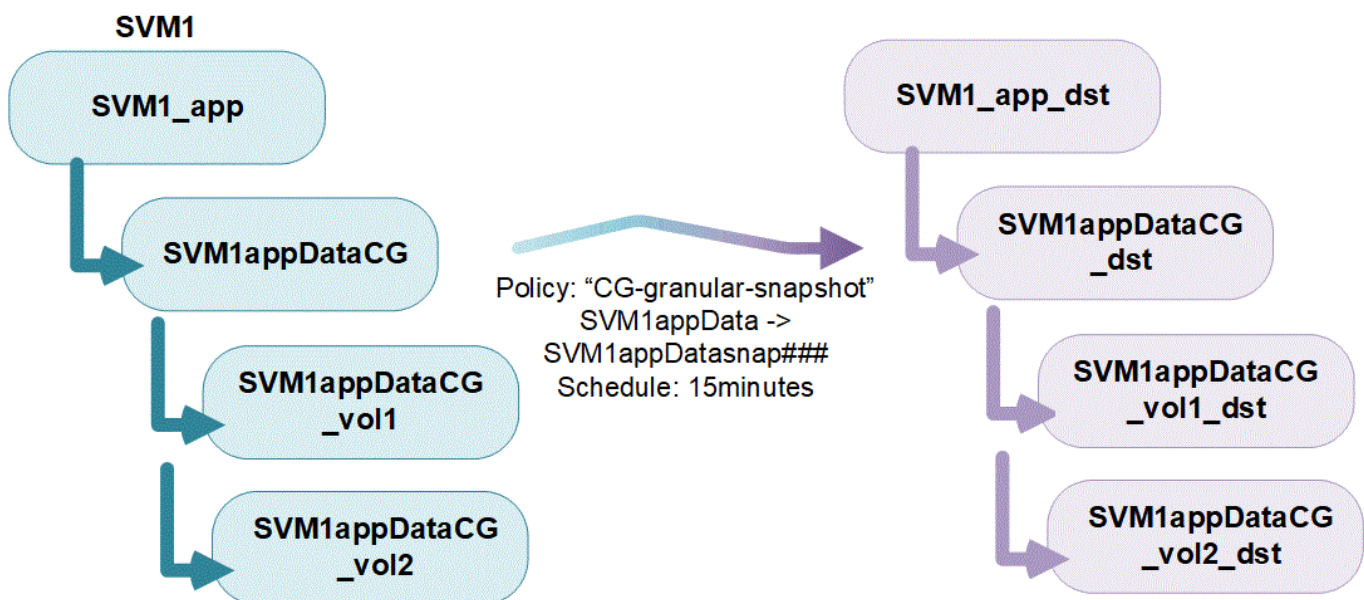 SVM1
SVM1_app
SVM1appDataCG
SVM1appDataCG
_vol1
SVM1appDataCG
_vol2
Policy: “CG-granular-snapshot”
SVM1appData ->
SVM1appDatasnap###
Schedule: 15minutes
SVM1_app_dst
SVM1appDataCG
_dst
SVM1appDataCG
_vol1_dst
SVM1appDataCG
_vol2_dst